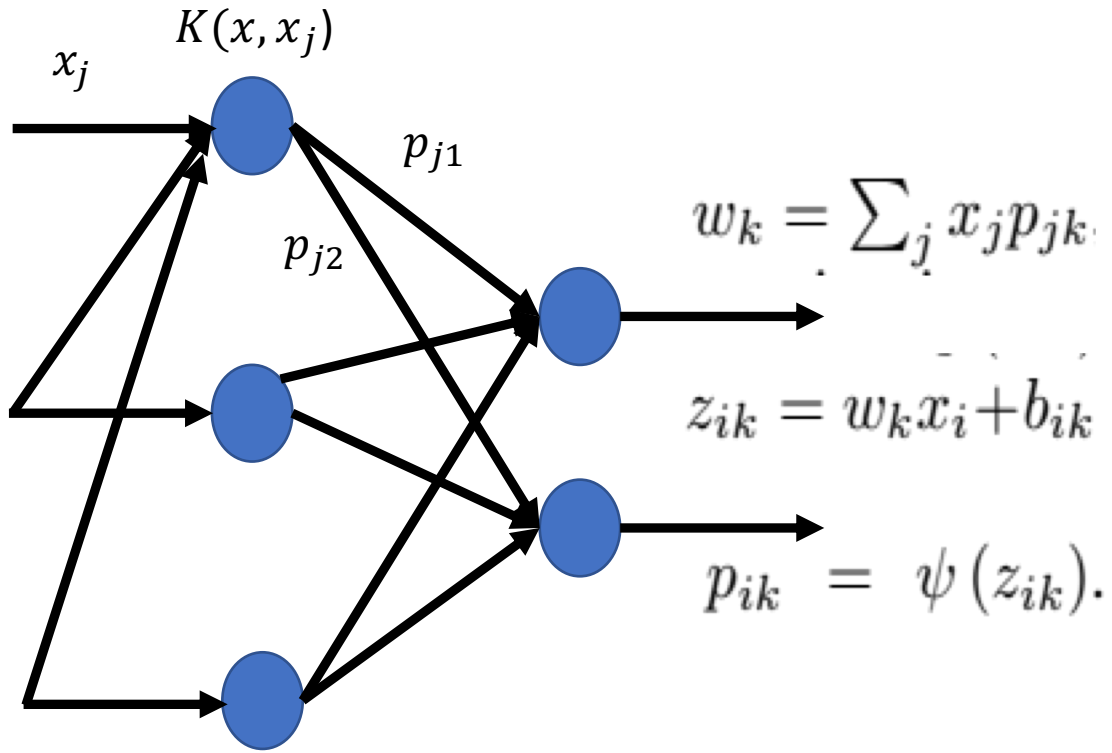 K(x, x_j)
x_j
p_{j1}
p_{j2}
w_k = ∑_j x_j p_{jk}
z_{ik} = w_k x_i + b_{ik}
p_{ik} = ψ(z_{ik}).